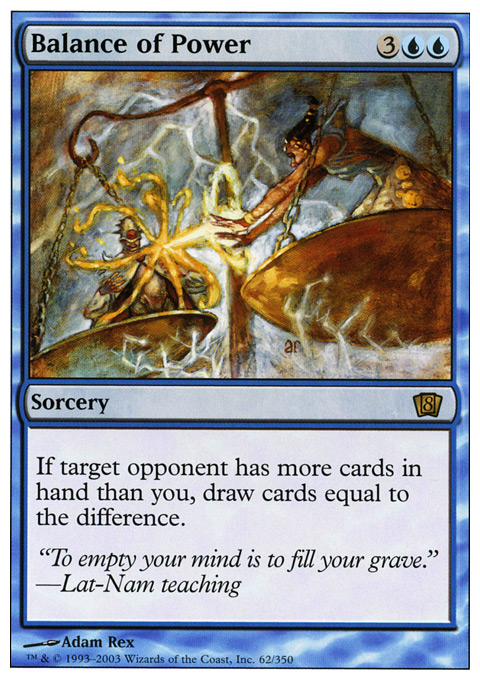 Balance of Power 3
Sorcery 8
If target opponent has more cards in
hand than you, draw cards equal to
the difference.
“To empty your mind is to fill your grave.”
—Lat-Nam teaching
Adam Rex
™ & © 1993–2003 Wizards of the Coast, Inc. 62/350